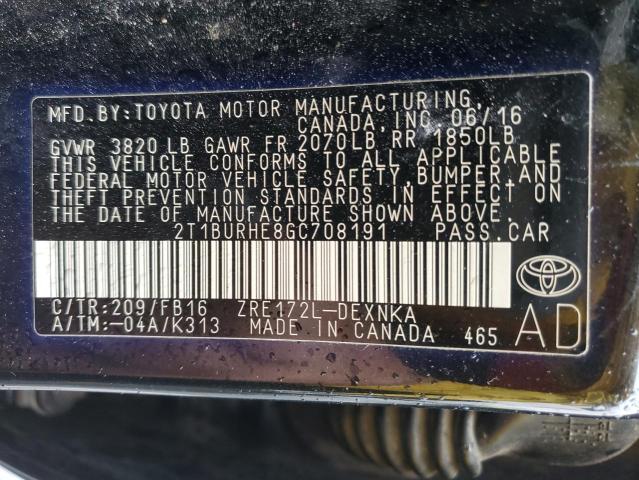 MFD.BY:TOYOTA MOTOR MANUFACTURING,
CANADA, INC. 06/16
GVWR 3820 LB GAWR FR 2070LB RR 1850LB
THIS VEHICLE CONFORMS TO ALL APPLICABLE
FEDERAL MOTOR VEHICLE SAFETY, BUMPER, AND
THEFT PREVENTION STANDARDS IN EFFECT ON
THE DATE OF MANUFACTURE SHOWN ABOVE.
2T1BURHE8GC708191 PASS.CAR
C/TR:209/FB16 ZRE172L-DEXNKA
A/TM:-04A/K313 MADE IN CANADA 465
AD